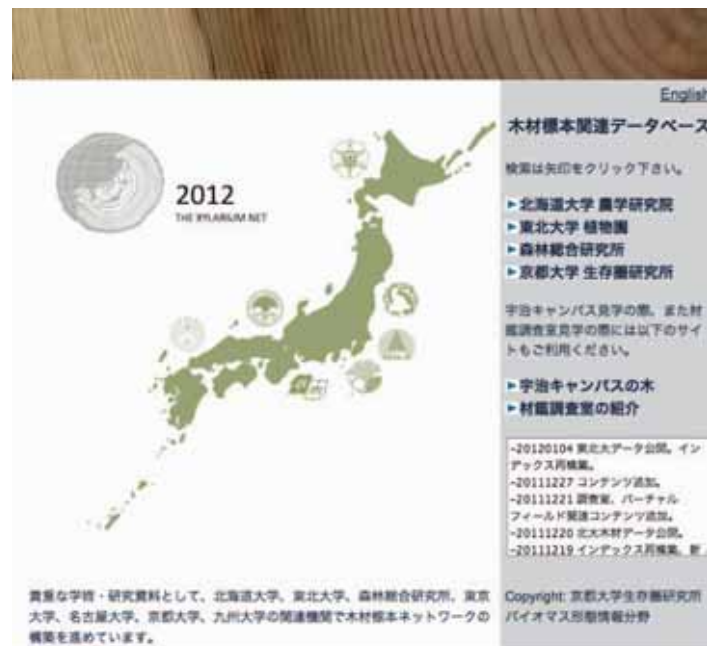 2012
THE XYLARIUM NET
English
木材標本関連データベース
検索は矢印をクリック下さい。
北海道大学 農学研究院
東北大学 植物園
森林総合研究所
京都大学 生存圏研究所
宇治キャンパス見学の際、また材
鑑調査室見学の際には以下のサイ
トもご利用ください。
宇治キャンパスの木
材鑑調査室の紹介
-20120104 東北大データ公開。イン
デックス再構築。
-20111227 コンテンツ追加。
-20111221 調査室、バーチャル
フィールド関連コンテンツ追加。
-20111220 北大木材データ公開。
-20111219 インデックス再構築、新
貴重な学術・研究資料として、北海道大学、東北大学、森林総合研究所、東京
大学、名古屋大学、京都大学、九州大学の関連機関で木材標本ネットワークの
構築を進めています。
Copyright: 京都大学生存圏研究所
バイオマス形態情報分野